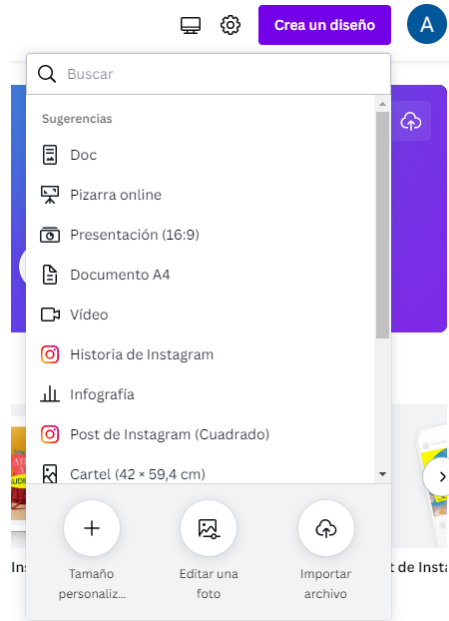 Crea un diseño
A
Buscar
Sugerencias
Doc
Pizarra online
Presentación (16:9)
Documento A4
Vídeo
Historia de Instagram
Infografía
Post de Instagram (Cuadrado)
Cartel (42 × 59,4 cm)
Tamaño
personaliz...
Editar una
foto
Importar
archivo
In
t de Insta